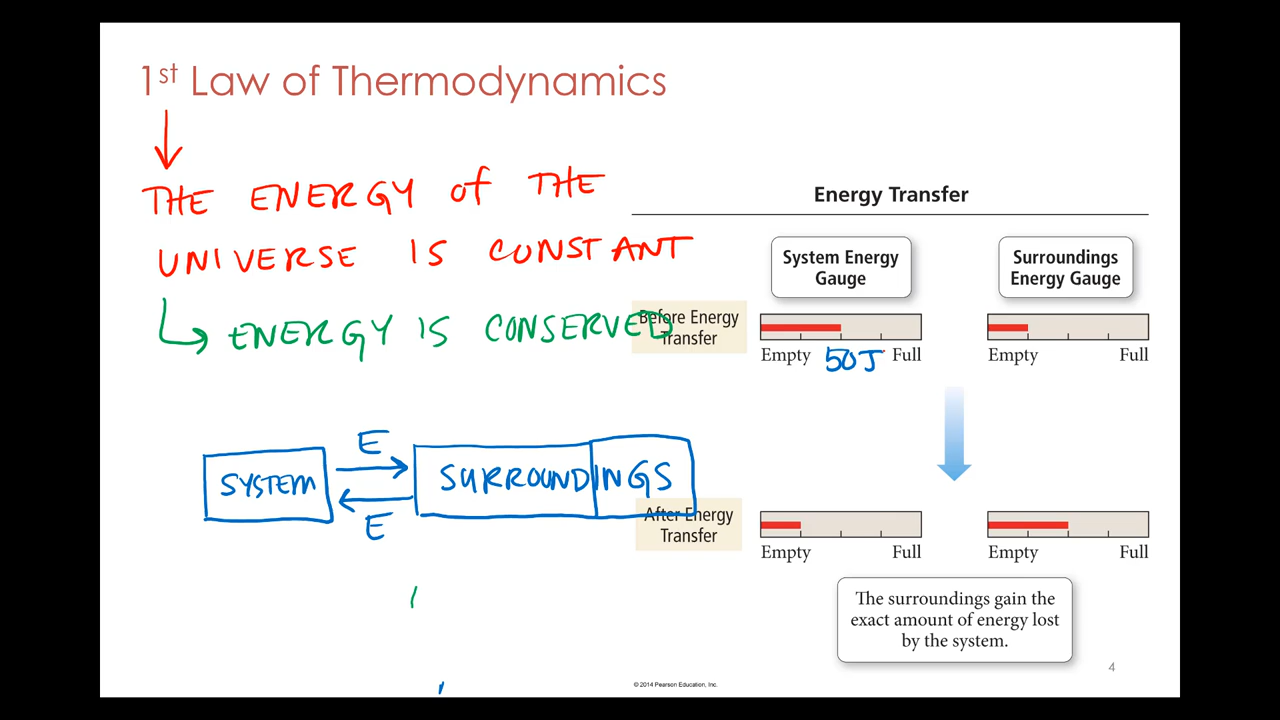 1st Law of Thermodynamics
THE ENERGY of THE
UNIVERSE IS CONSTANT
ENERGY IS CONSERVED
Energy Transfer
System Energy
Gauge
Surroundings
Energy Gauge
Before Energy
Transfer
Empty 50J Full
Empty Full
E
SYSTEM
SURROUNDINGS
E
After Energy
Transfer
Empty Full
Empty Full
The surroundings gain the
exact amount of energy lost
by the system.
4
© 2014 Pearson Education, Inc.